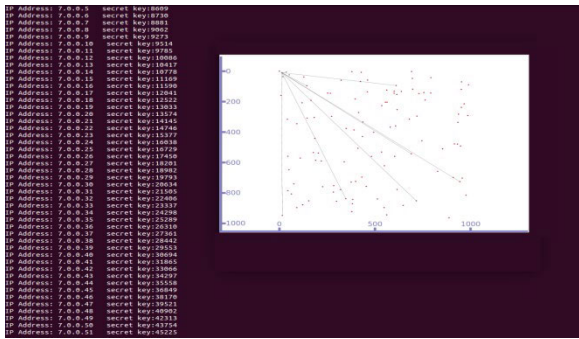 IP Address: 7.0.0.5 secret key:8609
IP Address: 7.0.0.6 secret key:8730
IP Address: 7.0.0.7 secret key:8881
IP Address: 7.0.0.8 secret key:9062
IP Address: 7.0.0.9 secret key:9273
IP Address: 7.0.0.10 secret key:9514
IP Address: 7.0.0.11 secret key:9785
IP Address: 7.0.0.12 secret key:10086
IP Address: 7.0.0.13 secret key:10417
IP Address: 7.0.0.14 secret key:10778
IP Address: 7.0.0.15 secret key:11169
IP Address: 7.0.0.16 secret key:11590
IP Address: 7.0.0.17 secret key:12041
IP Address: 7.0.0.18 secret key:12522
IP Address: 7.0.0.19 secret key:13033
IP Address: 7.0.0.20 secret key:13574
IP Address: 7.0.0.21 secret key:14145
IP Address: 7.0.0.22 secret key:14746
IP Address: 7.0.0.23 secret key:15377
IP Address: 7.0.0.24 secret key:16038
IP Address: 7.0.0.25 secret key:16729
IP Address: 7.0.0.26 secret key:17450
IP Address: 7.0.0.27 secret key:18201
IP Address: 7.0.0.28 secret key:18982
IP Address: 7.0.0.29 secret key:19793
IP Address: 7.0.0.30 secret key:20634
IP Address: 7.0.0.31 secret key:21505
IP Address: 7.0.0.32 secret key:22406
IP Address: 7.0.0.33 secret key:23337
IP Address: 7.0.0.34 secret key:24298
IP Address: 7.0.0.35 secret key:25289
IP Address: 7.0.0.36 secret key:26310
IP Address: 7.0.0.37 secret key:27361
IP Address: 7.0.0.38 secret key:28442
IP Address: 7.0.0.39 secret key:29553
IP Address: 7.0.0.40 secret key:30694
IP Address: 7.0.0.41 secret key:31865
IP Address: 7.0.0.42 secret key:33066
IP Address: 7.0.0.43 secret key:34297
IP Address: 7.0.0.44 secret key:35558
IP Address: 7.0.0.45 secret key:36849
IP Address: 7.0.0.46 secret key:38170
IP Address: 7.0.0.47 secret key:39521
IP Address: 7.0.0.48 secret key:40902
IP Address: 7.0.0.49 secret key:42313
IP Address: 7.0.0.50 secret key:43754
IP Address: 7.0.0.51 secret key:45225
0
200
400
600
800
1000
0 500 1000